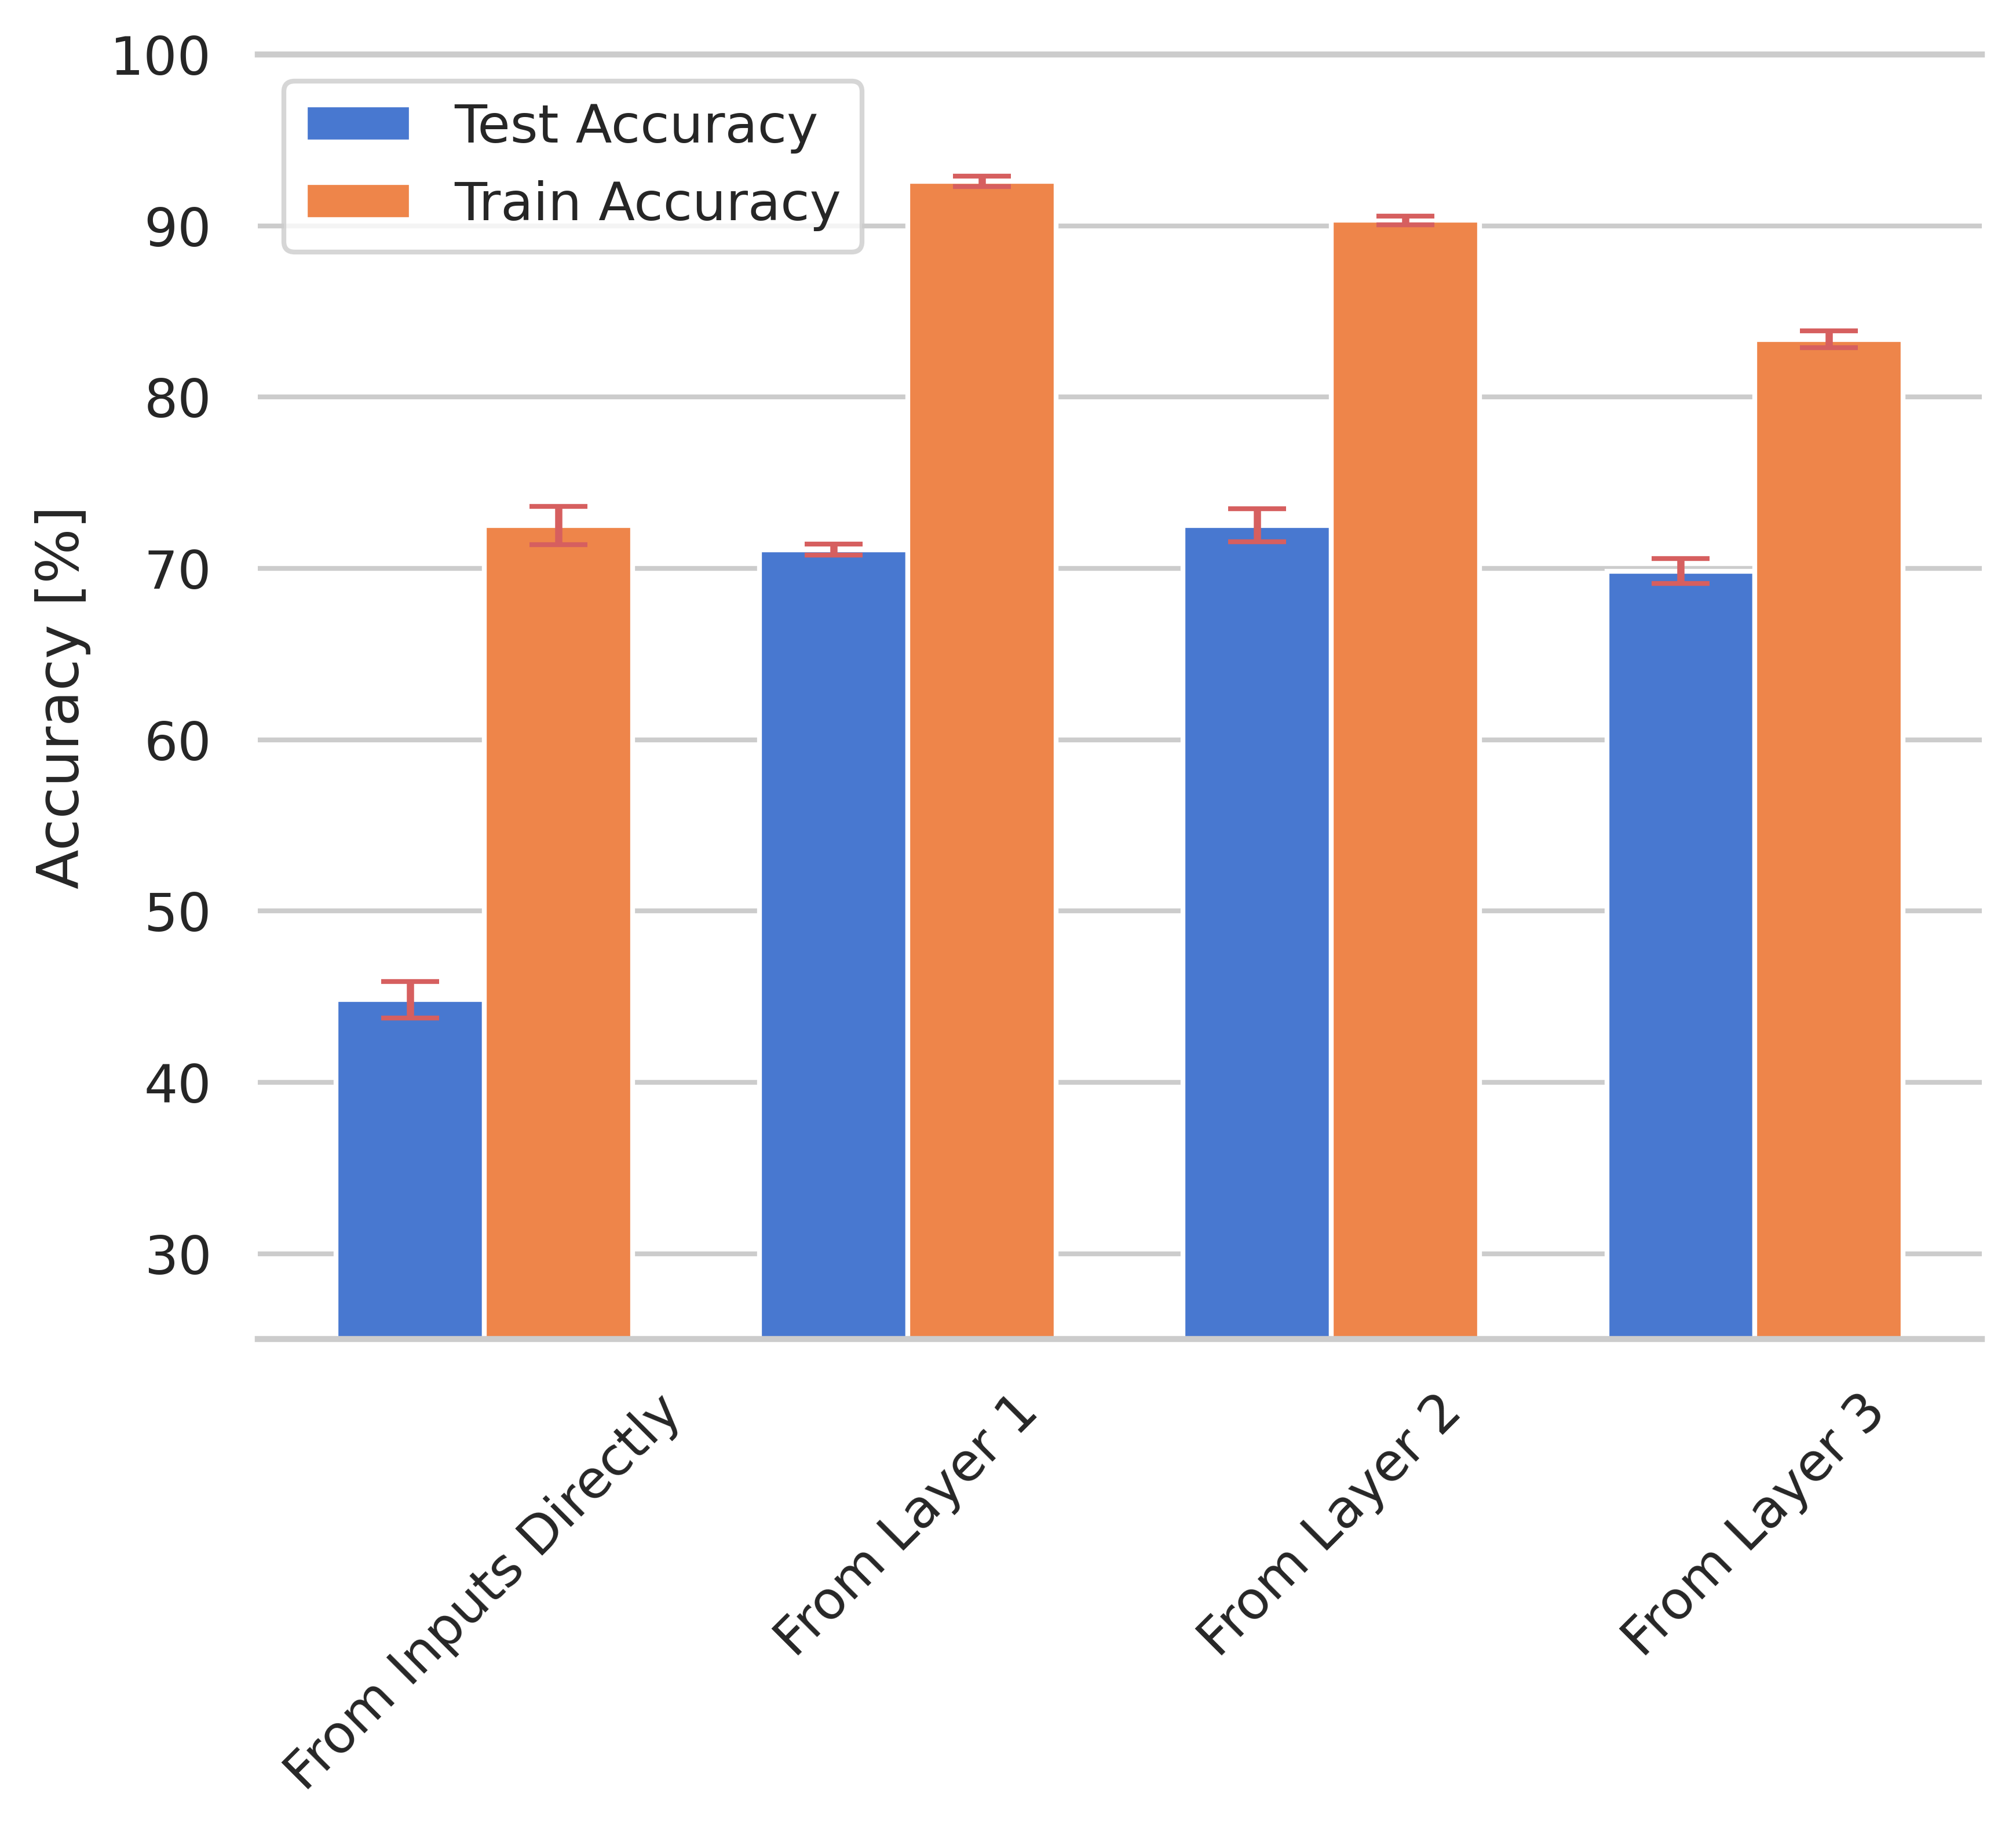 100
90
80
70
60
50
40
30
Accuracy [%]
Test Accuracy
Train Accuracy
From Inputs Directly
From Layer 1
From Layer 2
From Layer 3